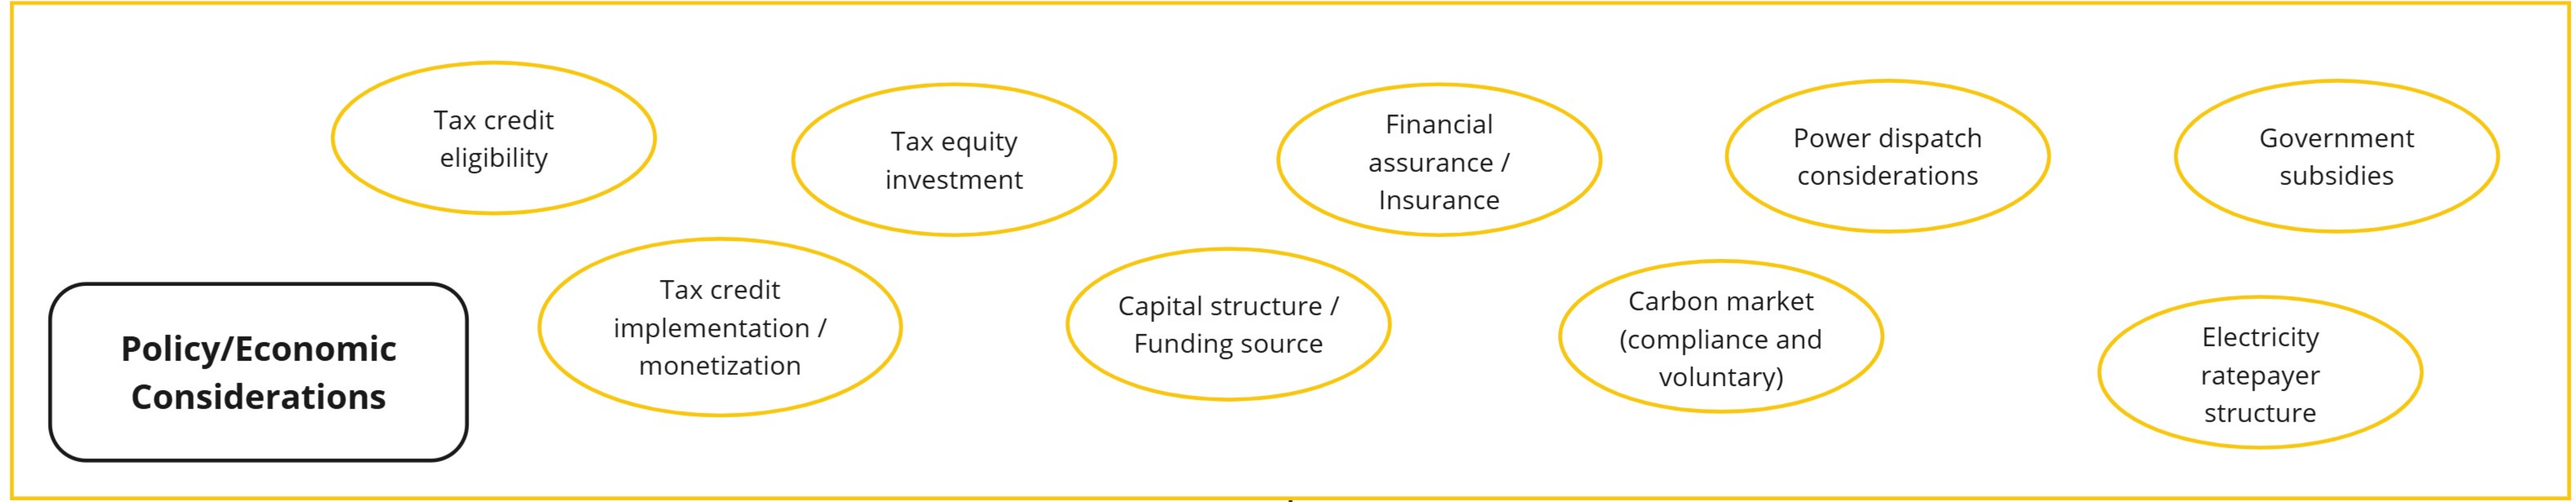 Tax credit
eligibility
Tax equity
investment
Financial
assurance /
Insurance
Power dispatch
considerations
Government
subsidies
Policy/Economic
Considerations
Tax credit
implementation /
monetization
Capital structure /
Funding source
Carbon market
(compliance and
voluntary)
Electricity
ratepayer
structure